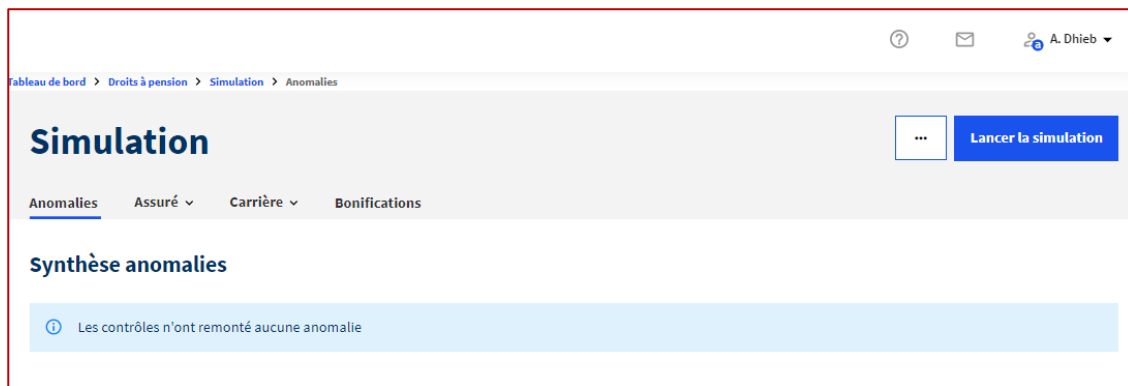 A. Dhieb
Tableau de bord > Droits à pension > Simulation > Anomalies
Simulation
... Lancer la simulation
Anomalies Assuré Carrière Bonifications
Synthèse anomalies
Les contrôles n'ont remonté aucune anomalie